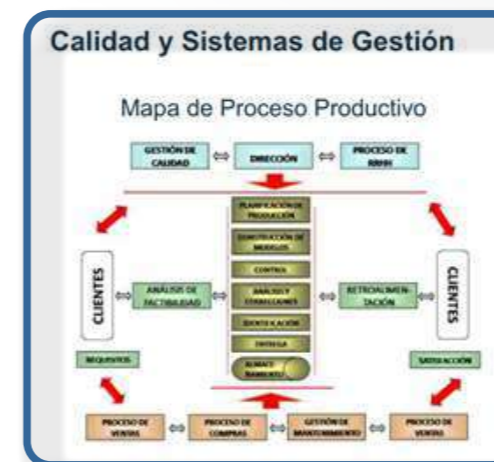 Calidad y Sistemas de Gestión
Mapa de Proceso Productivo
GESTIÓN DE
CALIDAD
DIRECCIÓN
PROCESO DE
RRHH
PLANIFICACIÓN DE
PRODUCCIÓN
CONSTRUCCIÓN DE
MODELOS
CONTROL
ANÁLISIS Y
CORRECCIONES
IDENTIFICACIÓN
ENTREGA
ALMACE
NAMIENTO
CLIENTES
ANÁLISIS DE
FACTIBILIDAD
RETROALIMEN-
TACIÓN
CLIENTES
REQUISITOS
SATISFACCIÓN
PROCESO DE
VENTAS
PROCESO DE
COMPRAS
GESTIÓN DE
MANTENIMIENTO
PROCESO DE
VENTAS